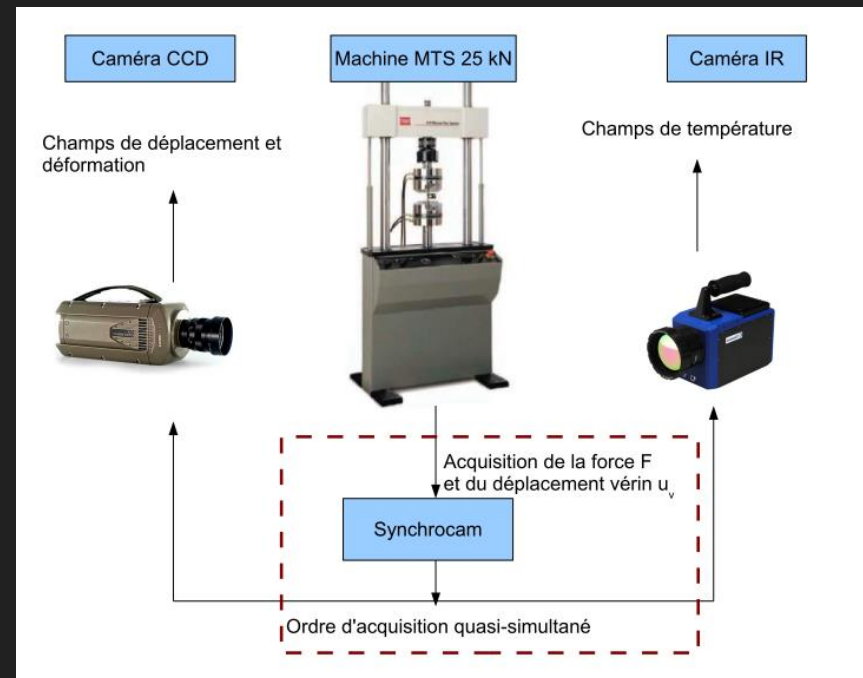 Caméra CCD
Machine MTS 25 kN
Caméra IR
Champs de déplacement et
déformation
Champs de température
Acquisition de la force F
et du déplacement vérin u_v
Synchrocam
Ordre d'acquisition quasi-simultané